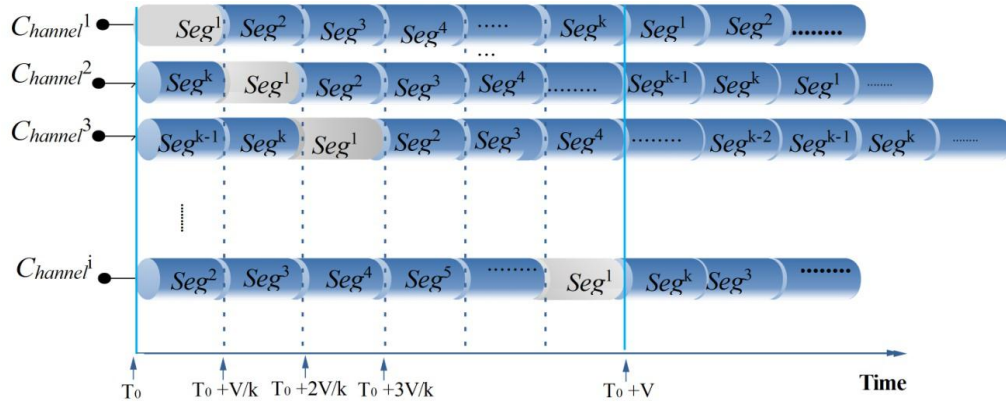 Channel¹ Seg¹ Seg² Seg³ Seg⁴ ..... ... Segᵏ Seg¹ Seg² ........
Channel² Segᵏ Seg¹ Seg² Seg³ Seg⁴ ........ Segᵏ⁻¹ Segᵏ Seg¹ ........
Channel³ Segᵏ⁻¹ Segᵏ Seg¹ Seg² Seg³ Seg⁴ ........ Segᵏ⁻² Segᵏ⁻¹ Segᵏ ........
Channelⁱ Seg² Seg³ Seg⁴ Seg⁵ ........ Seg¹ Segᵏ Seg³ ........
T₀ T₀ +V/k T₀ +2V/k T₀ +3V/k T₀ +V Time